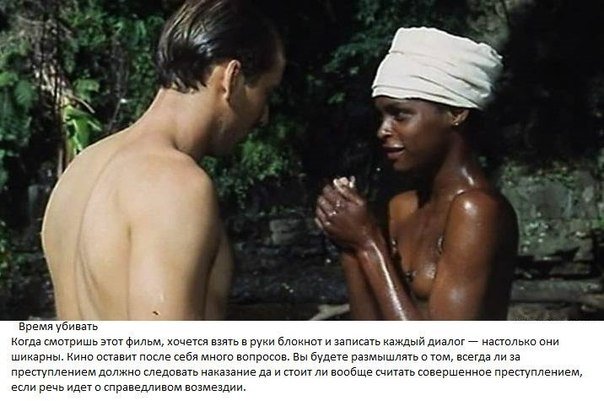 Время убивать
Когда смотришь этот фильм, хочется взять в руки блокнот и записать каждый диалог — настолько они
шикарны. Кино оставит после себя много вопросов. Вы будете размышлять о том, всегда ли за
преступлением должно следовать наказание да и стоит ли вообще считать совершенное преступлением,
если речь идет о справедливом возмездии.